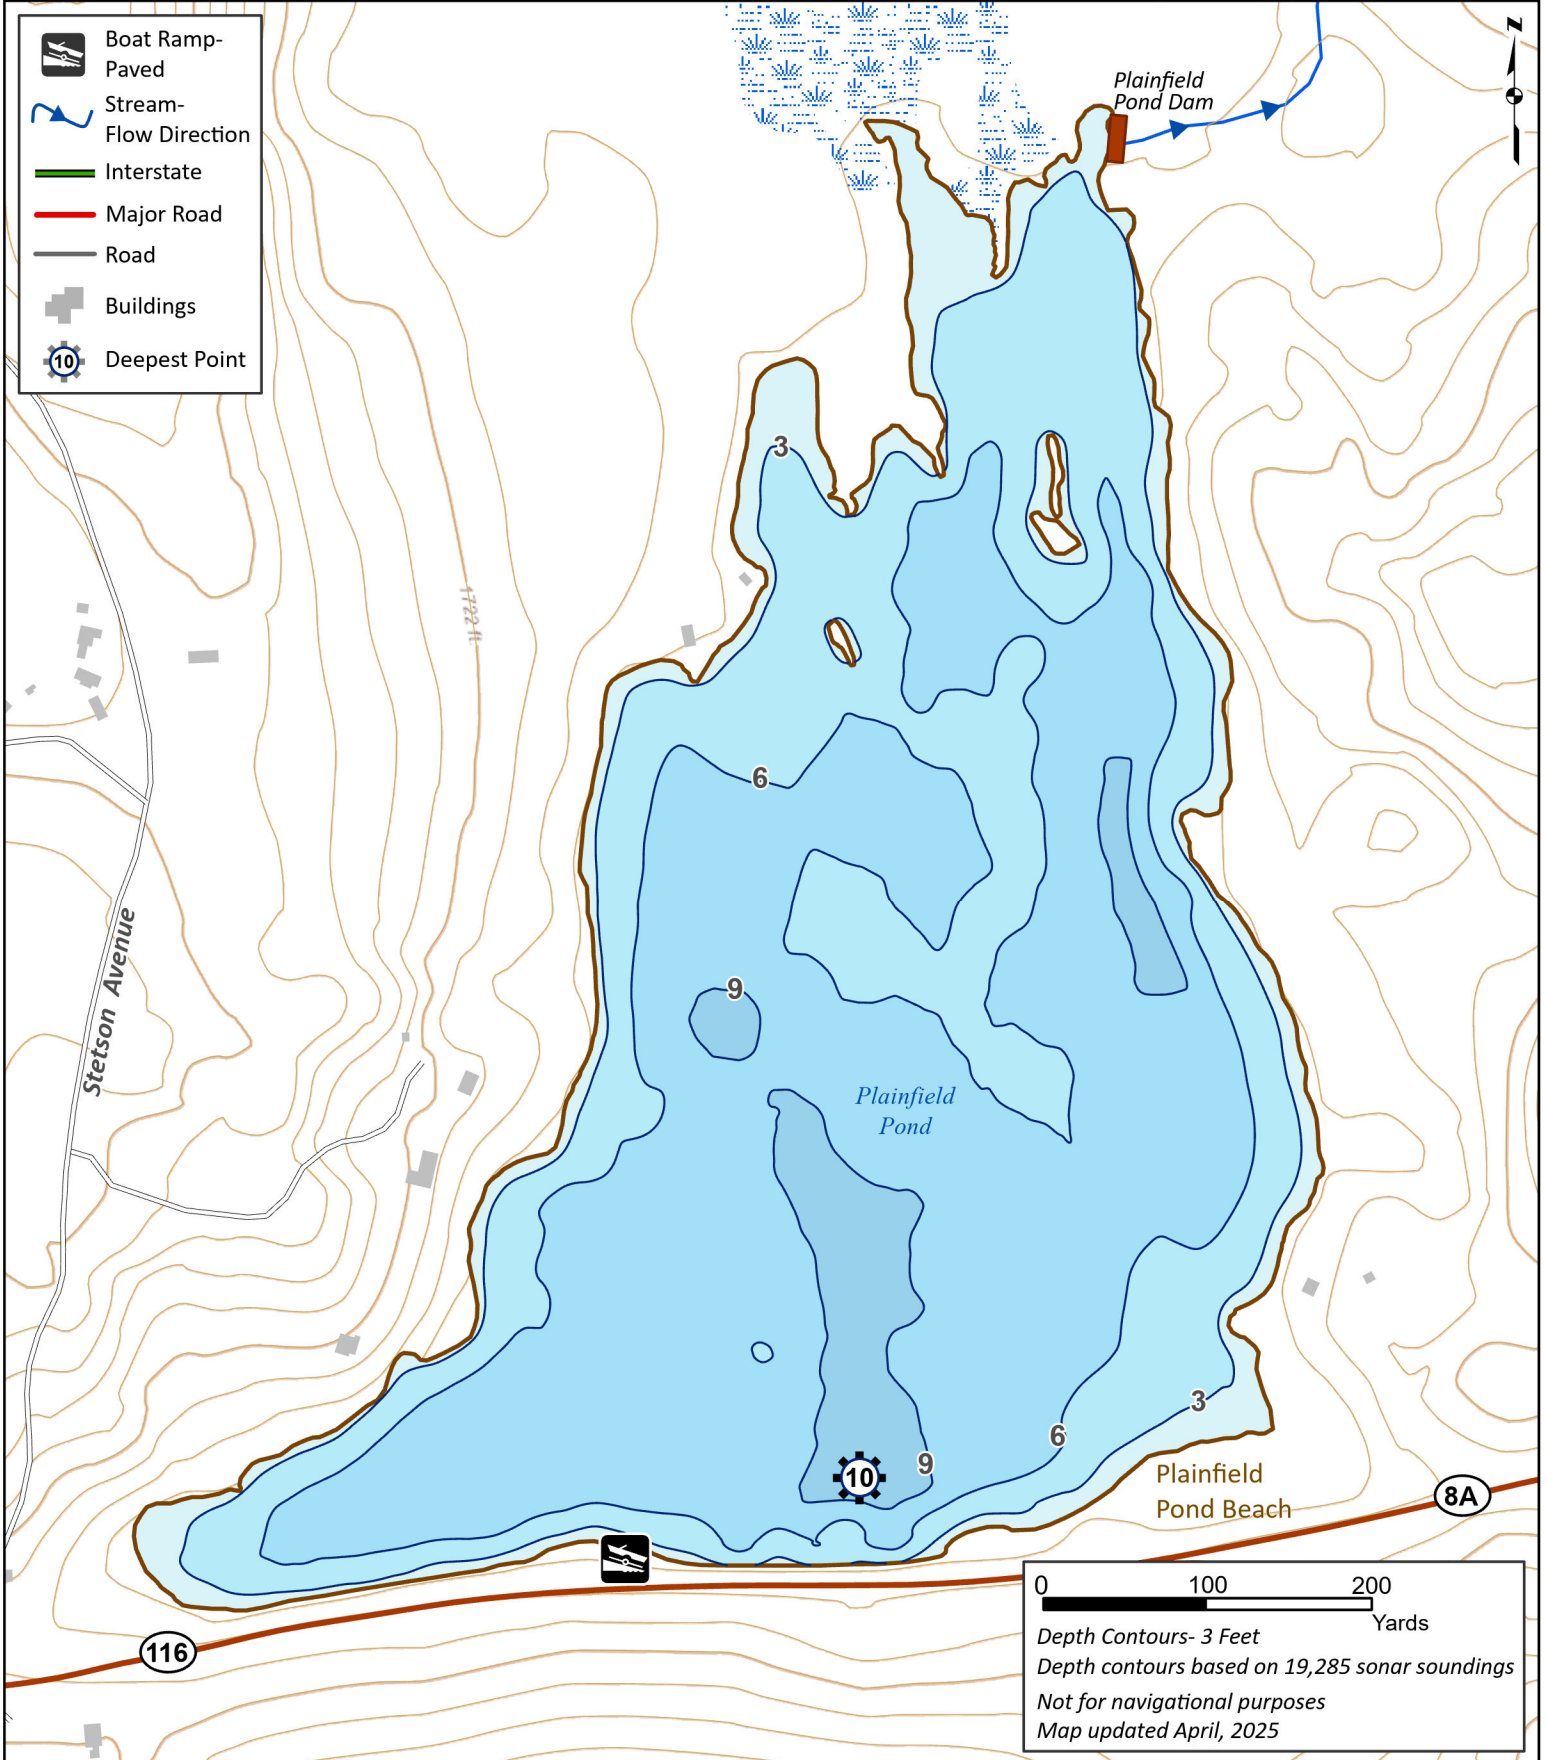 Boat Ramp-
Paved
Stream-
Flow Direction
Interstate
Major Road
Road
Buildings
10
Deepest Point
N
Plainfield
Pond Dam
3
1722 ft
6
Stetson Avenue
9
Plainfield
Pond
3
6
9
10
Plainfield
Pond Beach
8A
116
0 100 200
Yards
Depth Contours- 3 Feet
Depth contours based on 19,285 sonar soundings
Not for navigational purposes
Map updated April, 2025